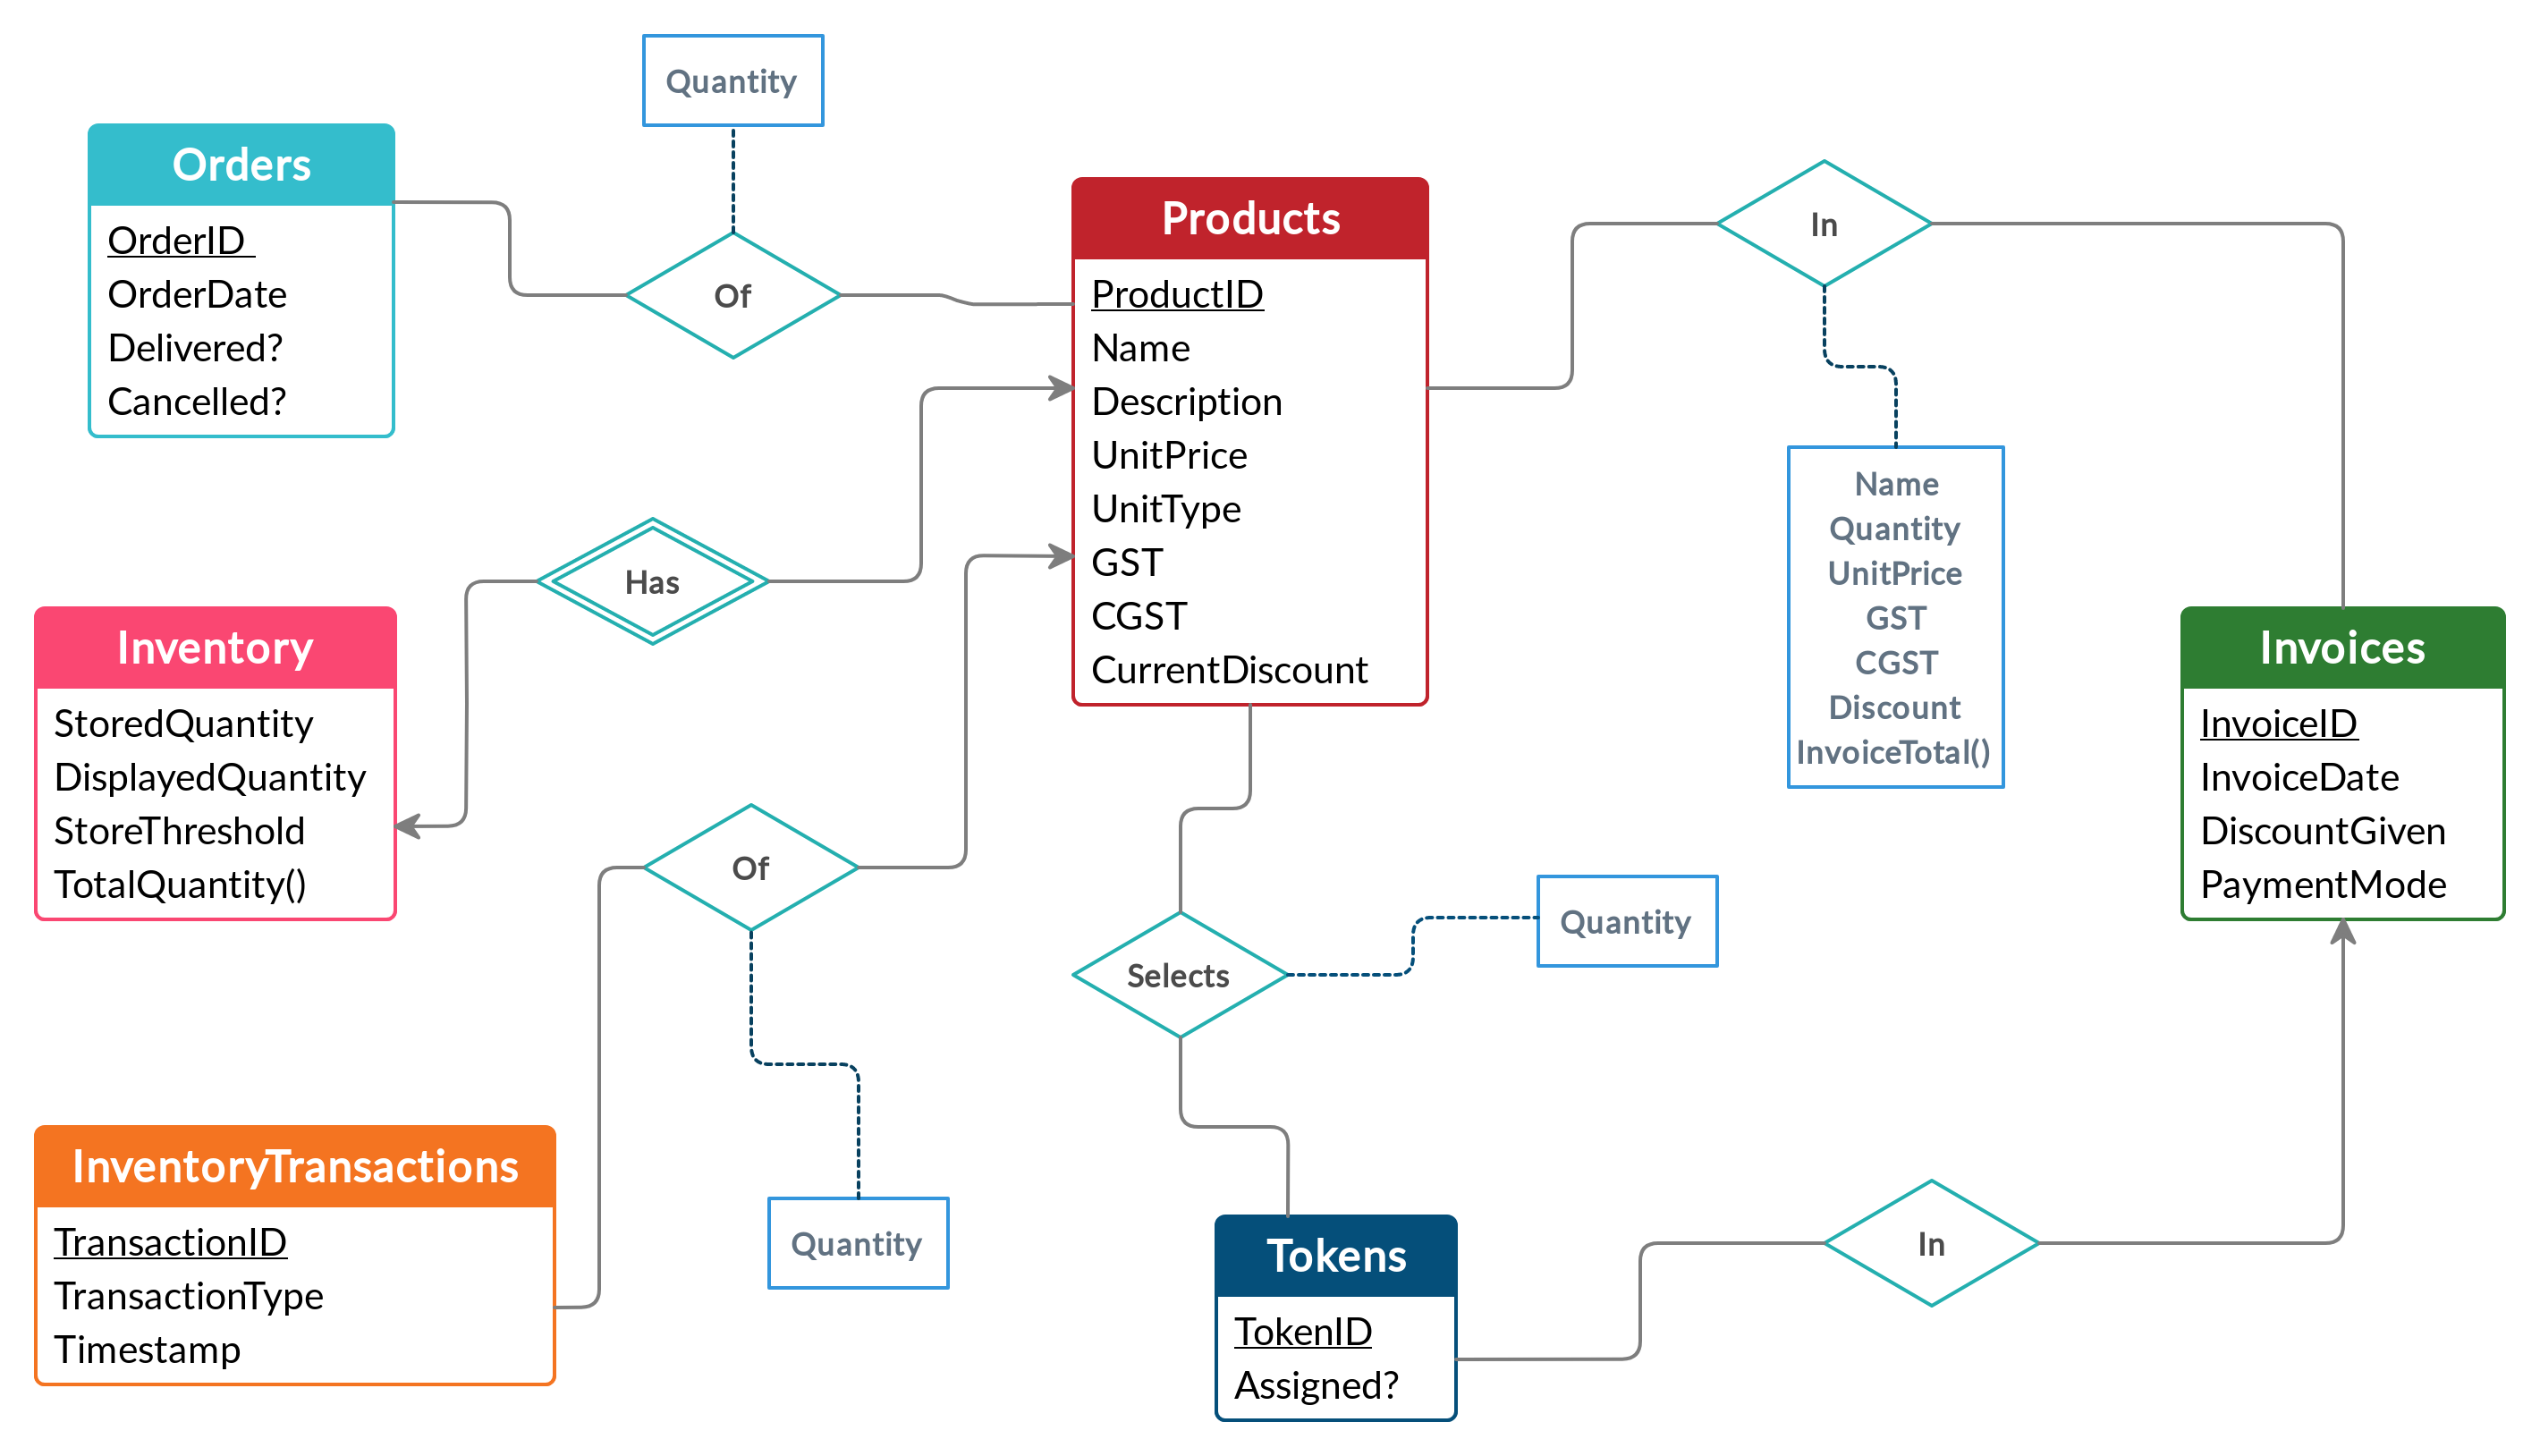 Quantity
Orders
OrderID
OrderDate
Delivered?
Cancelled?
Of
Products
ProductID
Name
Description
UnitPrice
UnitType
GST
CGST
CurrentDiscount
In
Name
Quantity
UnitPrice
GST
CGST
Discount
InvoiceTotal()
Has
Inventory
StoredQuantity
DisplayedQuantity
StoreThreshold
TotalQuantity()
Invoices
InvoiceID
InvoiceDate
DiscountGiven
PaymentMode
Of
Quantity
Selects
Quantity
InventoryTransactions
TransactionID
TransactionType
Timestamp
Tokens
TokenID
Assigned?
In